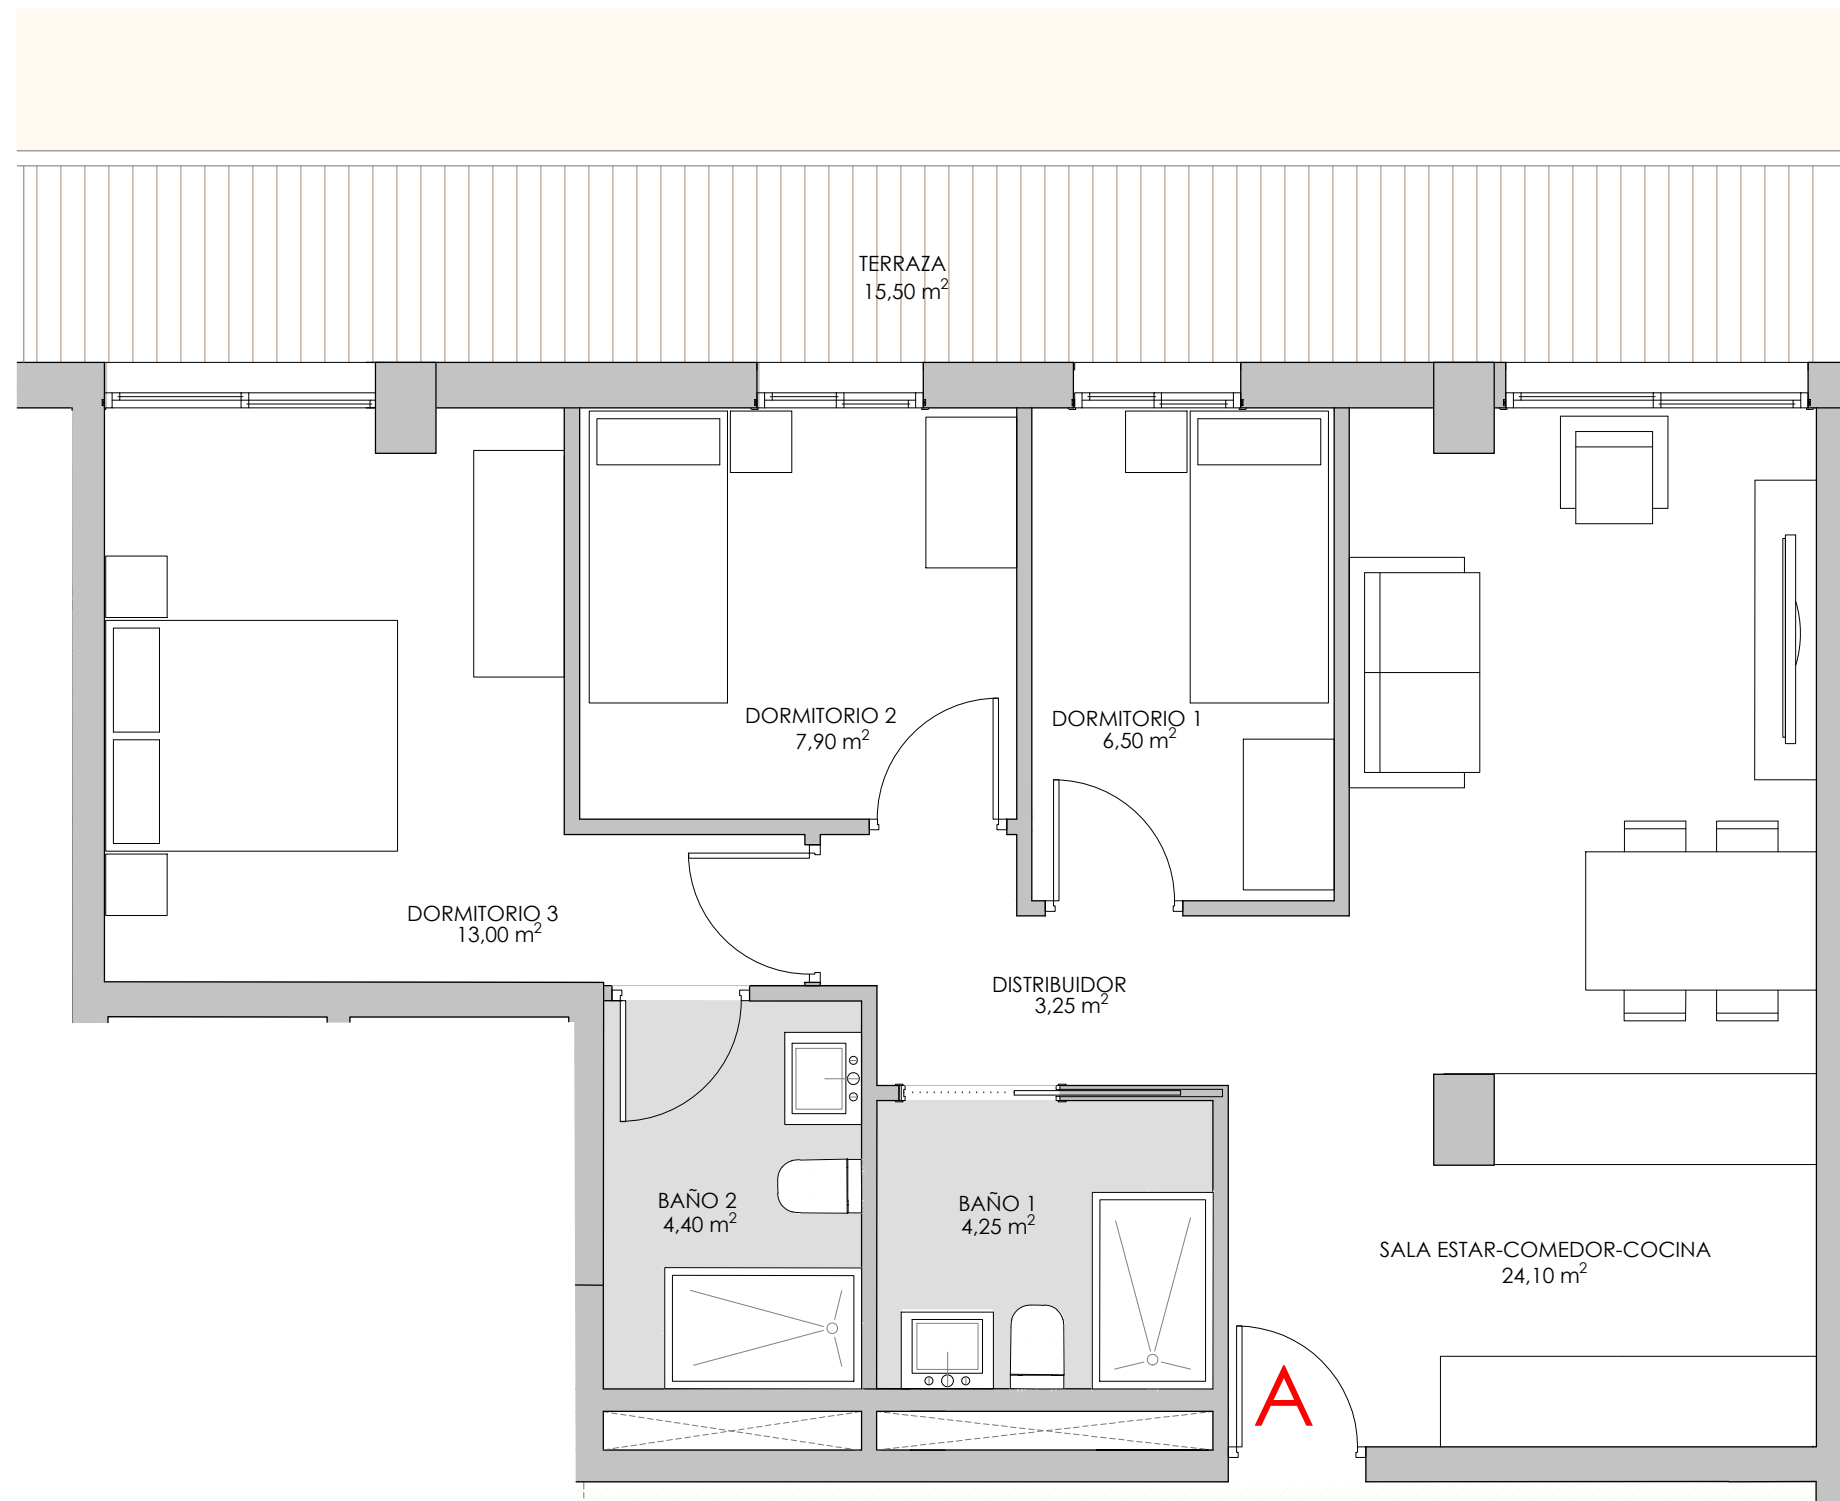 TERRAZA
15,50 m²
DORMITORIO 2
7,90 m²
DORMITORIO 1
6,50 m²
DORMITORIO 3
13,00 m²
DISTRIBUIDOR
3,25 m²
BAÑO 2
4,40 m²
BAÑO 1
4,25 m²
SALA ESTAR-COMEDOR-COCINA
24,10 m²
A